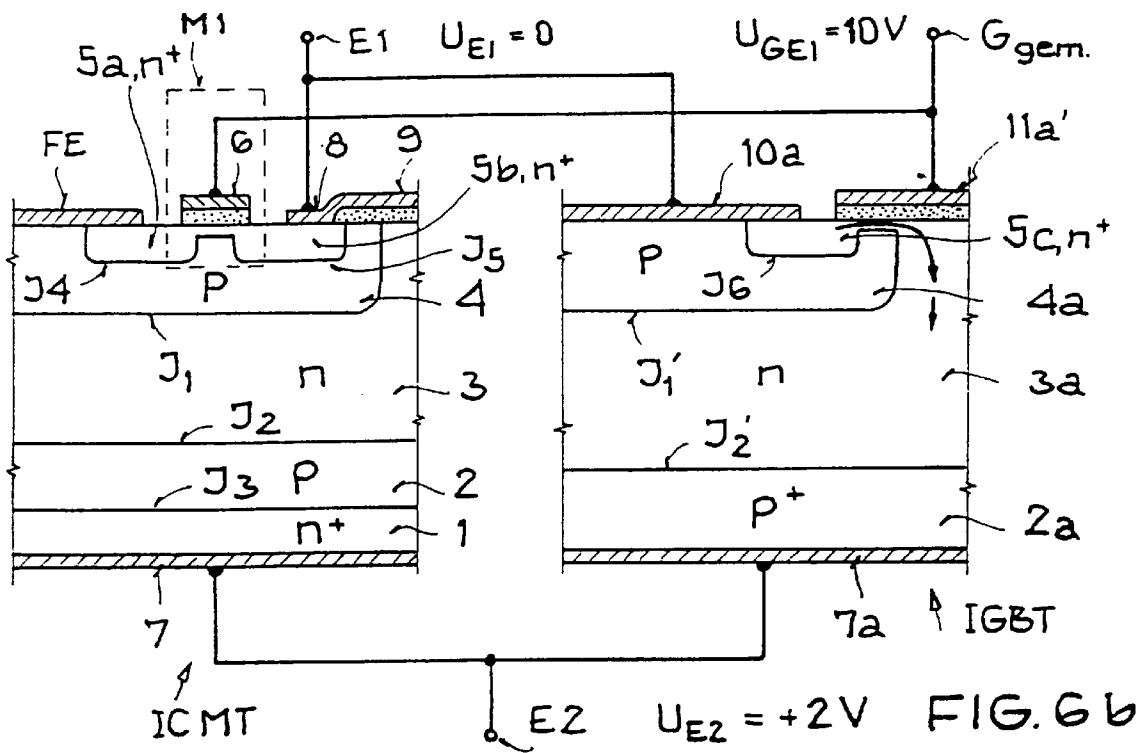 M1
E1
U_E1 = 0
U_GE1 = 10V
G_gem.
5a,n⁺
FE
6
8
9
5b,n⁺
10a
11a'
J4
P
J5
4
P
J6
5c,n⁺
4a
J₁
n
3
J₁'
n
3a
J₂
J₂'
J₃
P
2
P⁺
2a
n⁺
1
7
7a
IGBT
ICMT
E2
U_E2 = +2V
FIG. 6b